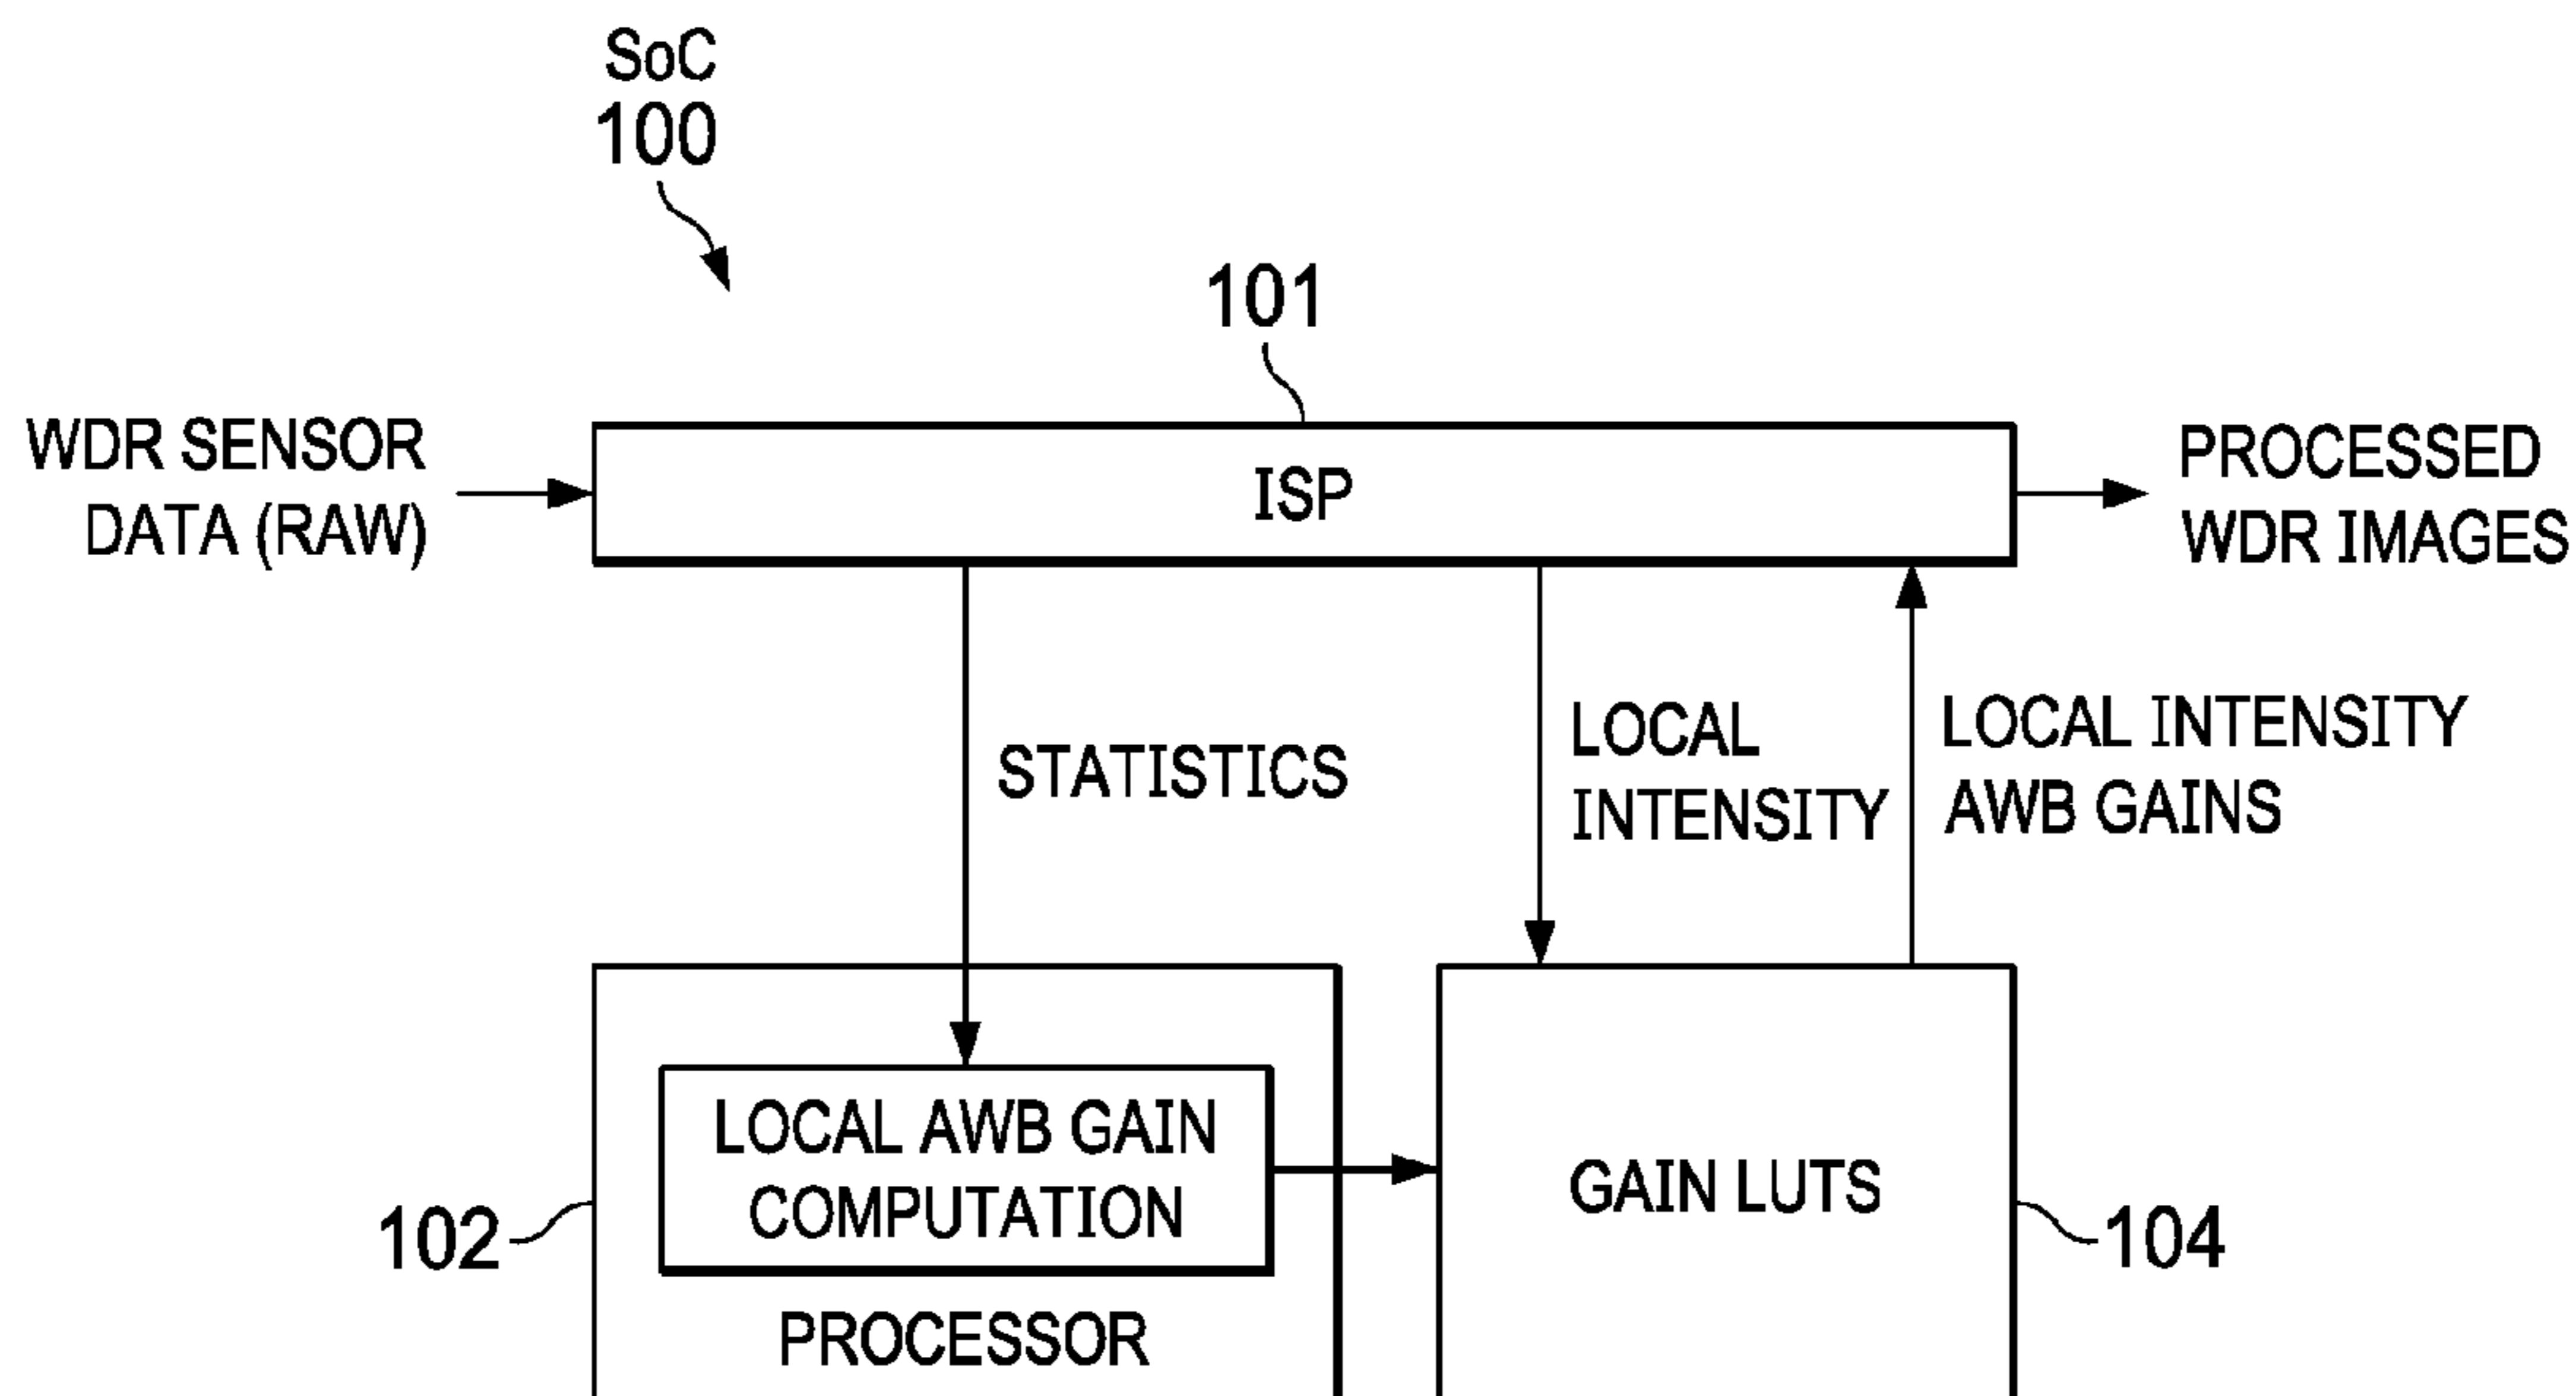 SoC
100
101
WDR SENSOR
DATA (RAW)
ISP
PROCESSED
WDR IMAGES
STATISTICS
LOCAL
INTENSITY
LOCAL INTENSITY
AWB GAINS
LOCAL AWB GAIN
COMPUTATION
PROCESSOR
102
GAIN LUTS
104